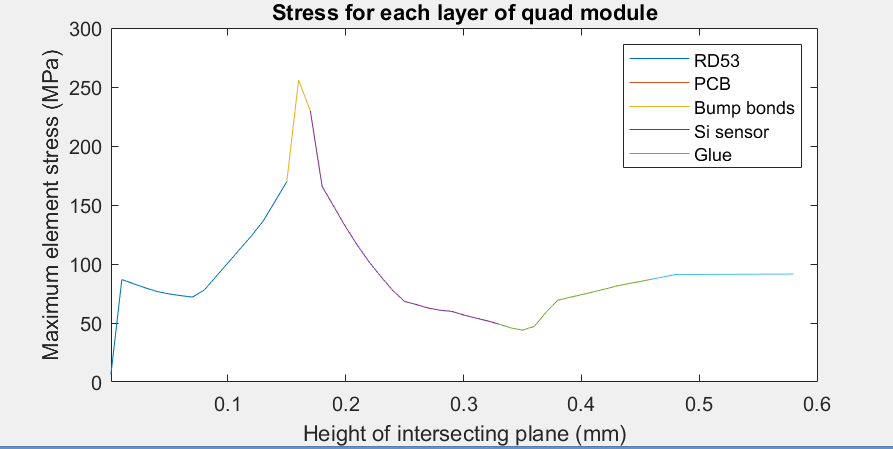 Stress for each layer of quad module
Maximum element stress (MPa)
300
250
200
150
100
50
0
RD53
PCB
Bump bonds
Si sensor
Glue
0.1
0.2
0.3
0.4
0.5
0.6
Height of intersecting plane (mm)